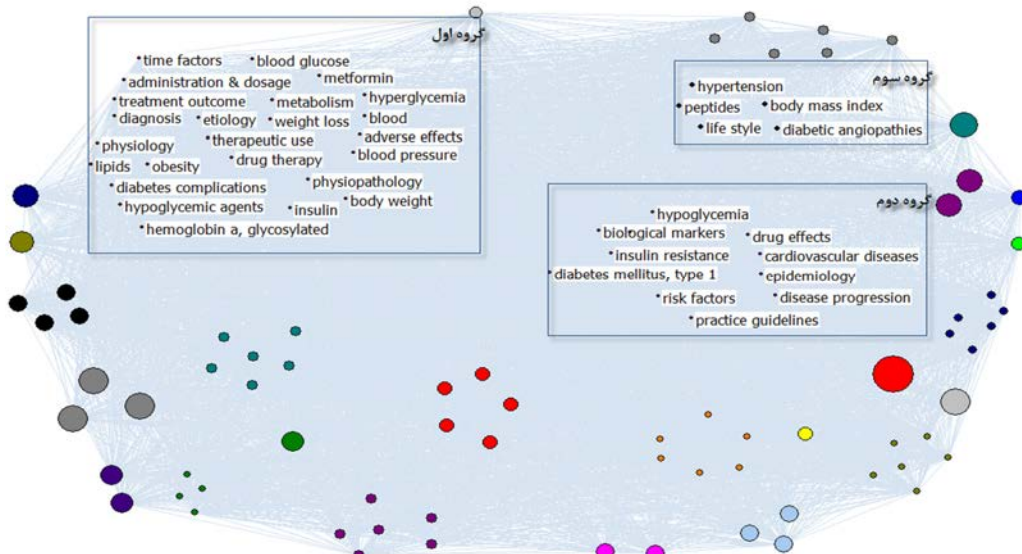 گروه اول
time factors
blood glucose
administration & dosage
metformin
treatment outcome
metabolism
hyperglycemia
diagnosis
etiology
weight loss
blood
physiology
therapeutic use
adverse effects
lipids
obesity
drug therapy
blood pressure
diabetes complications
physiopathology
hypoglycemic agents
insulin
body weight
hemoglobin a, glycosylated
گروه سوم
hypertension
peptides
body mass index
life style
diabetic angiopathies
گروه دوم
hypoglycemia
biological markers
drug effects
insulin resistance
cardiovascular diseases
diabetes mellitus, type 1
epidemiology
risk factors
disease progression
practice guidelines